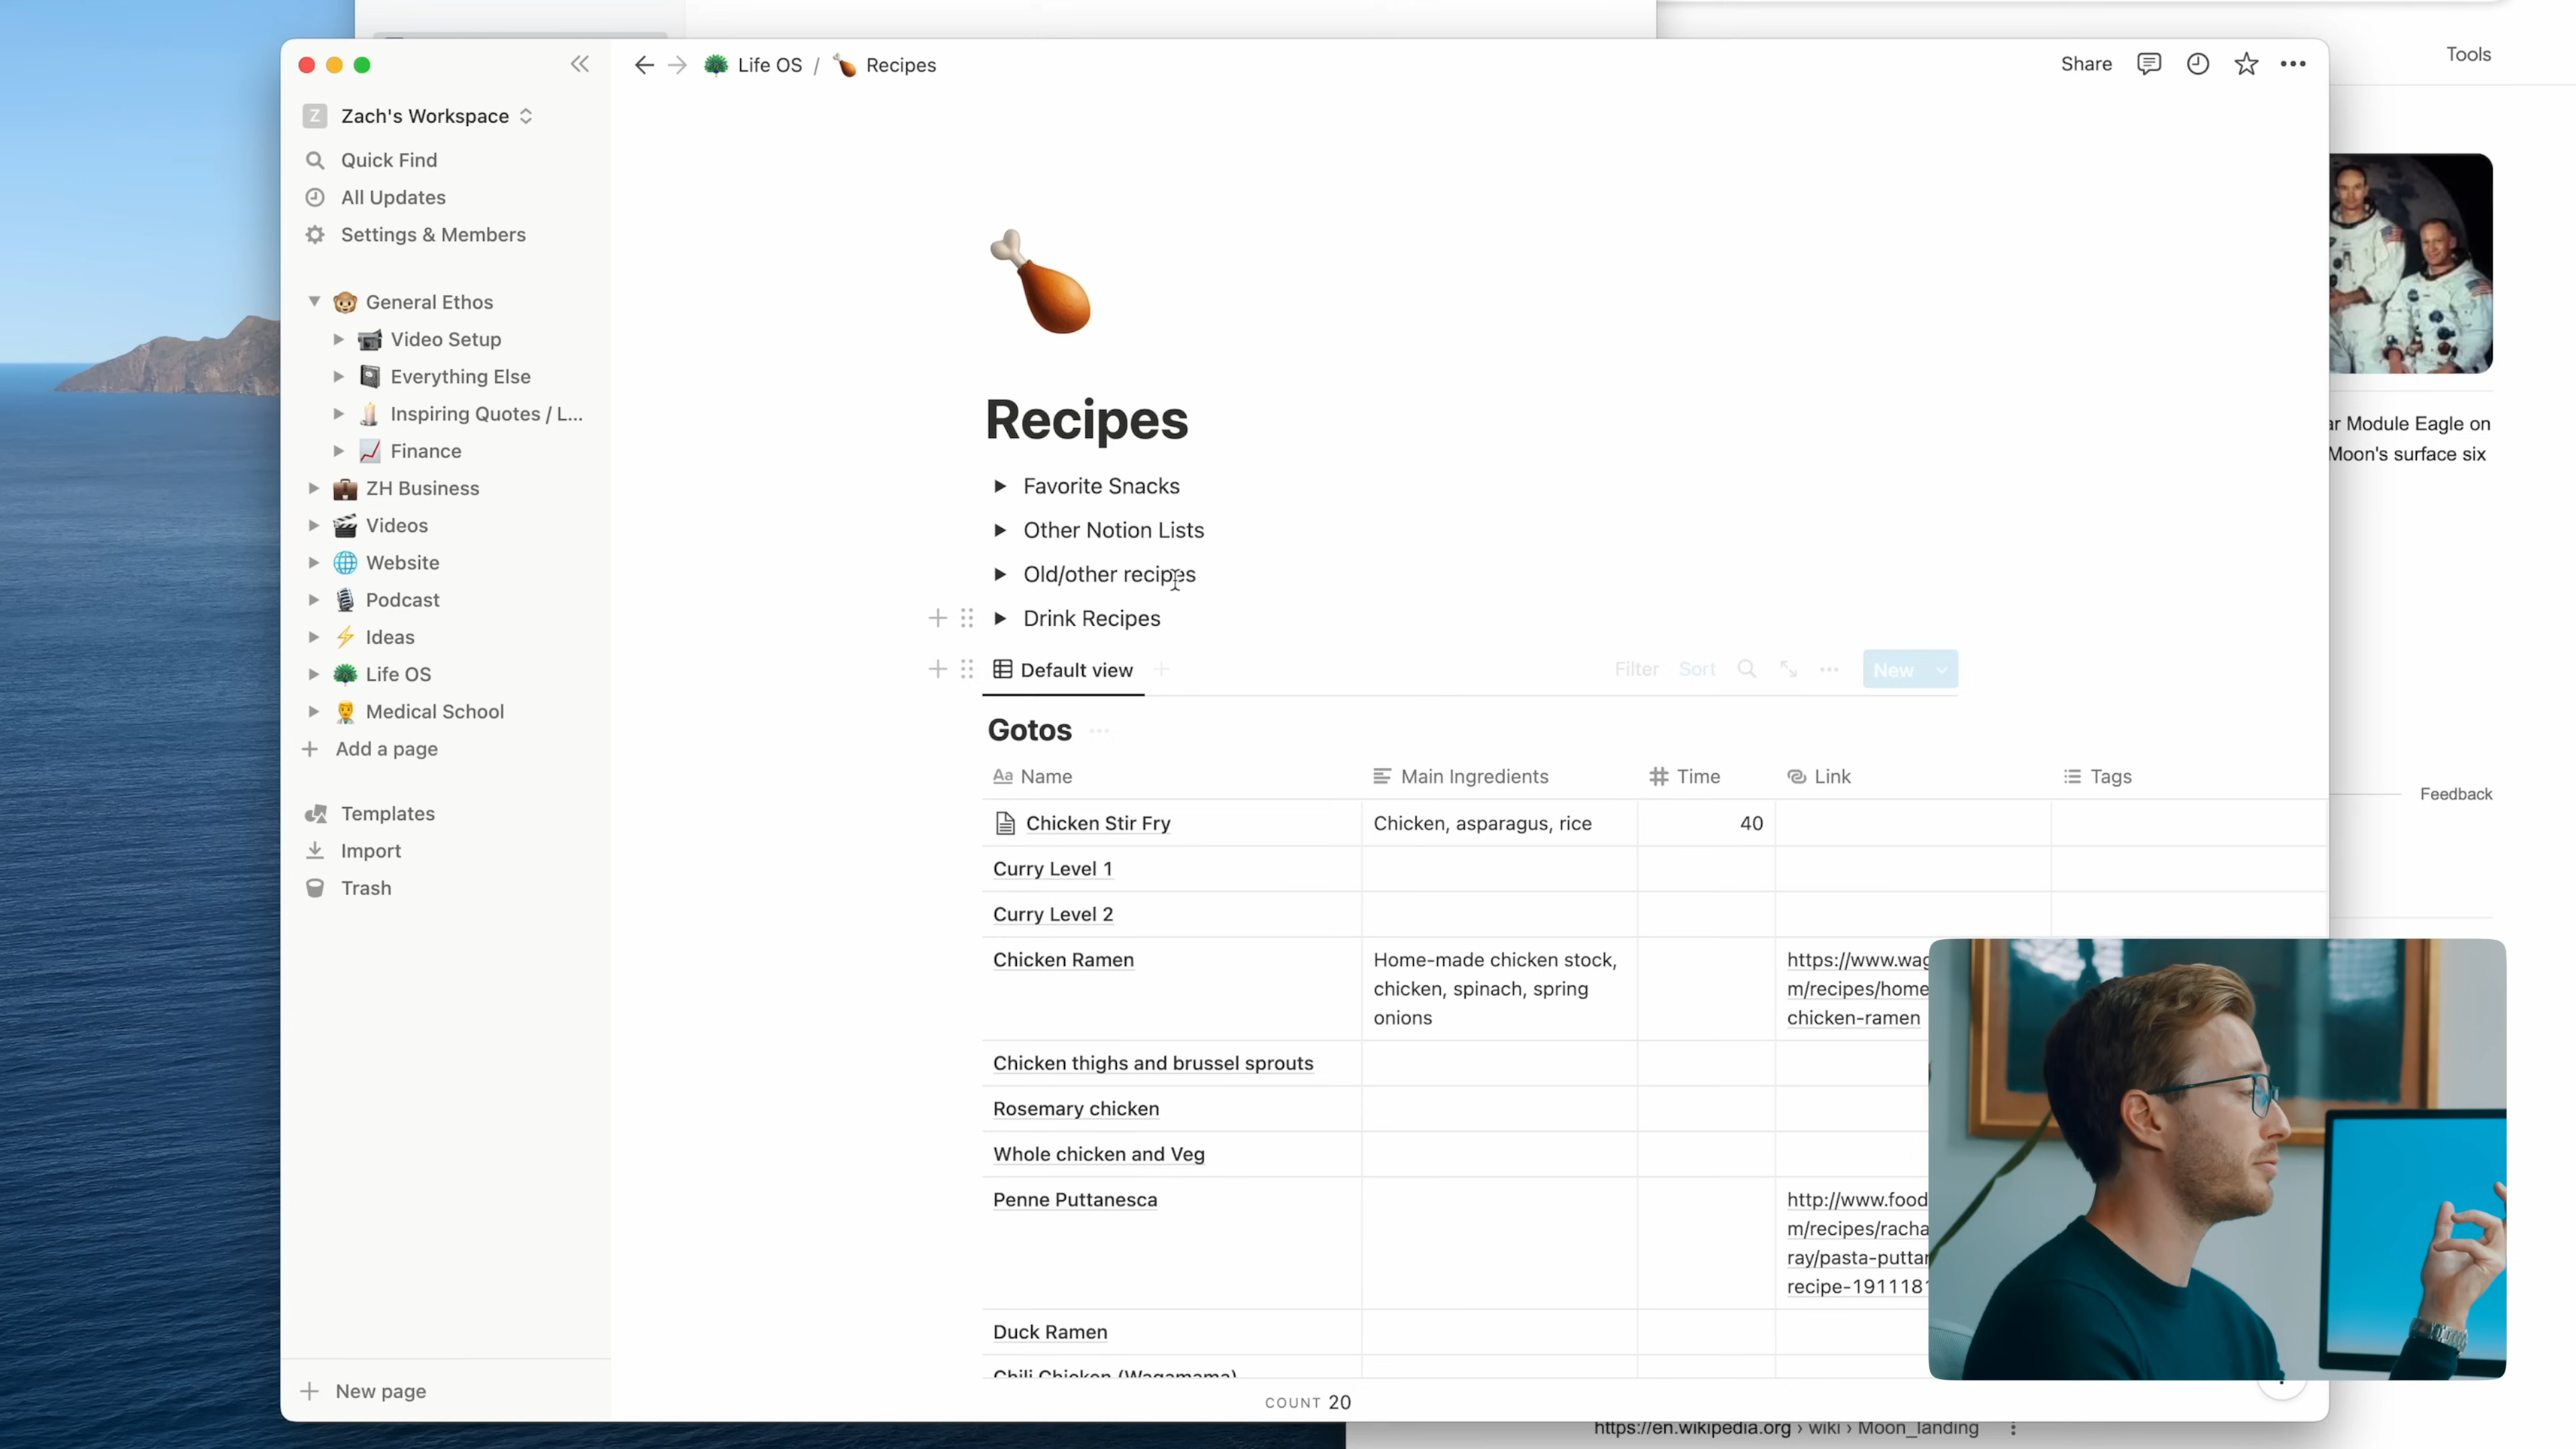 Tools
Life OS / Recipes
Share
Z Zach's Workspace
Quick Find
All Updates
Settings & Members
General Ethos
Video Setup
Everything Else
Inspiring Quotes / L...
Finance
ZH Business
Videos
Website
Podcast
Ideas
Life OS
Medical School
Add a page
Templates
Import
Trash
New page
Recipes
Favorite Snacks
Other Notion Lists
Old/other recipes
Drink Recipes
Default view
Filter Sort New
Gotos
Aa Name Main Ingredients Time Link Tags
Chicken Stir Fry Chicken, asparagus, rice 40
Curry Level 1
Curry Level 2
Chicken Ramen
Home-made chicken stock,
chicken, spinach, spring
onions
https://www.wag
m/recipes/home
chicken-ramen
Chicken thighs and brussel sprouts
Rosemary chicken
Whole chicken and Veg
Penne Puttanesca
http://www.food
m/recipes/racha
ray/pasta-puttan
recipe-1911181
Duck Ramen
Chili Chicken (Wagamama)
COUNT 20
ar Module Eagle on
Moon's surface six
Feedback
https://en.wikipedia.org › wiki › Moon_landing